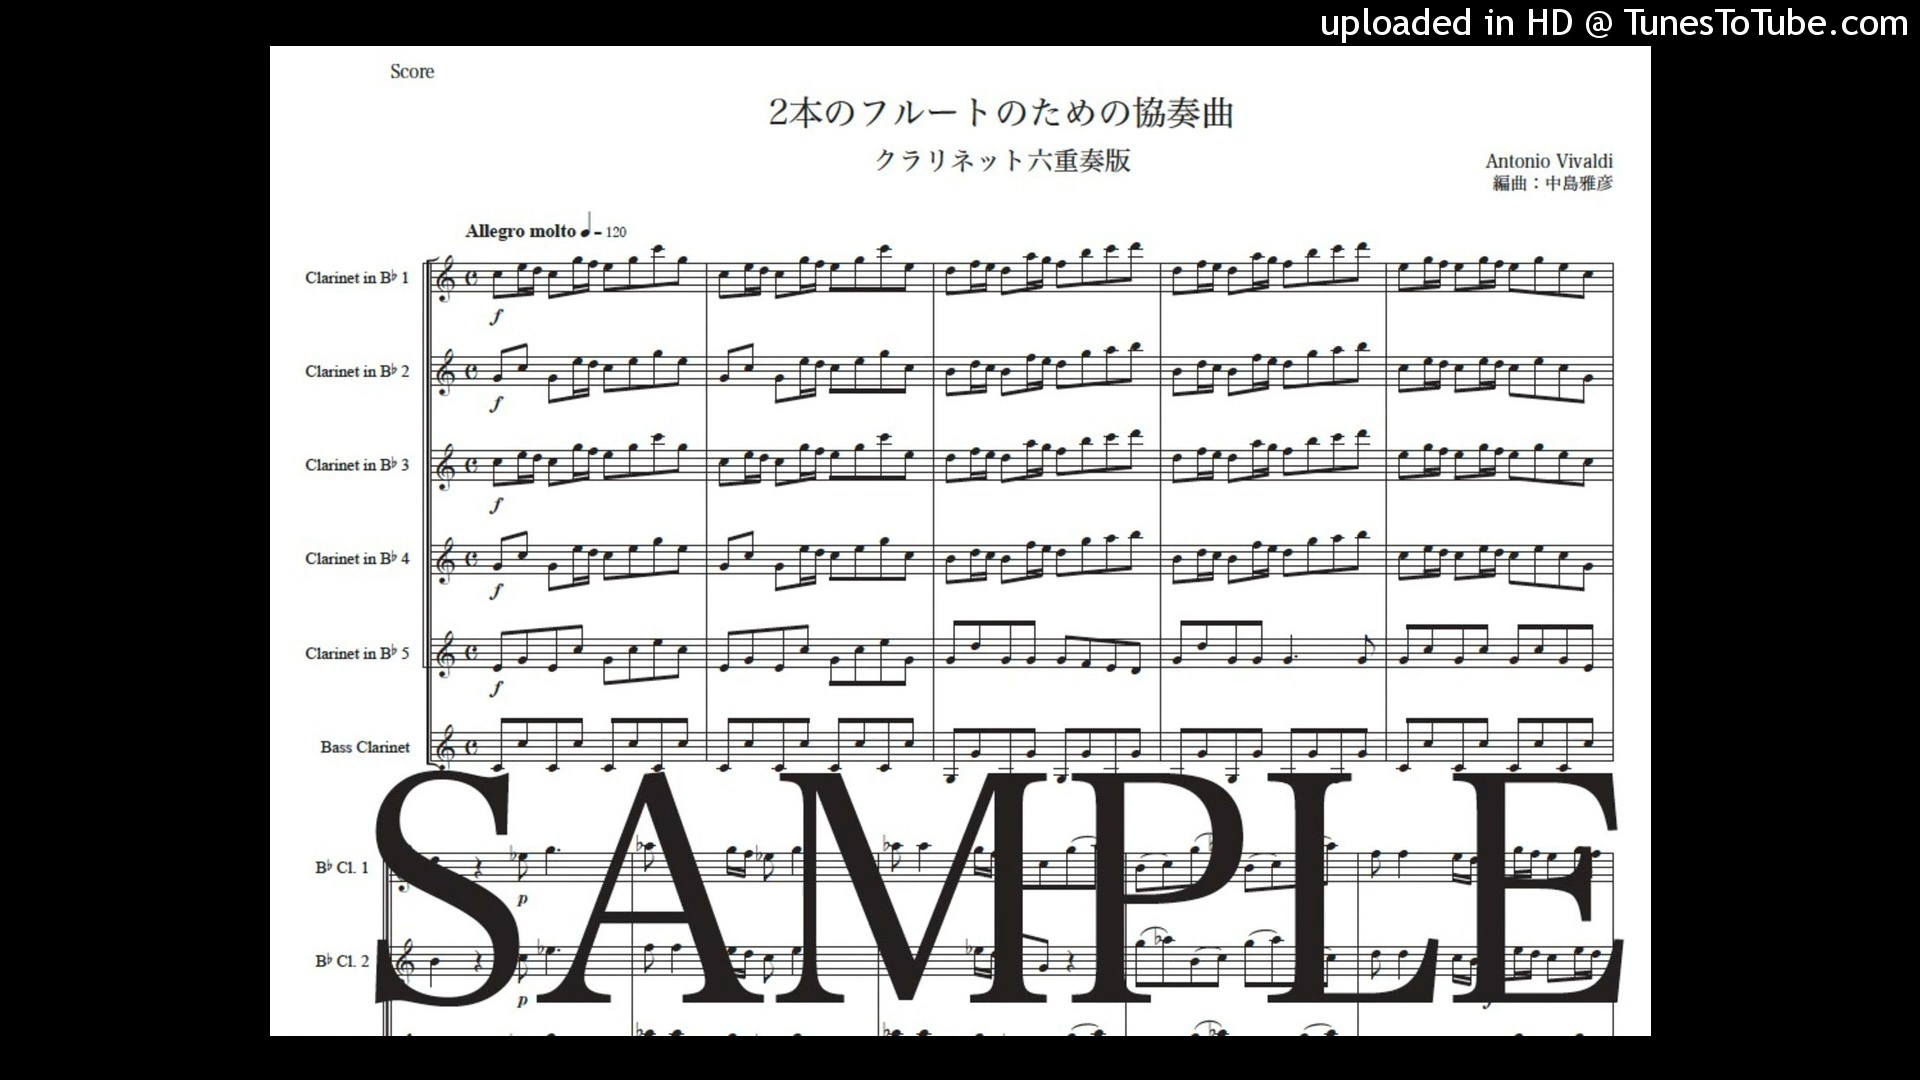 uploaded in HD @ TunesToTube.com
Score
2本のフルートのための協奏曲
クラリネット六重奏版
Antonio Vivaldi
編曲：中島雅彦
Allegro molto ♩= 120
Clarinet in B♭ 1
f
Clarinet in B♭ 2
f
Clarinet in B♭ 3
f
Clarinet in B♭ 4
f
Clarinet in B♭ 5
f
Bass Clarinet
SAMPLE
B♭ Cl. 1
p
B♭ Cl. 2
p